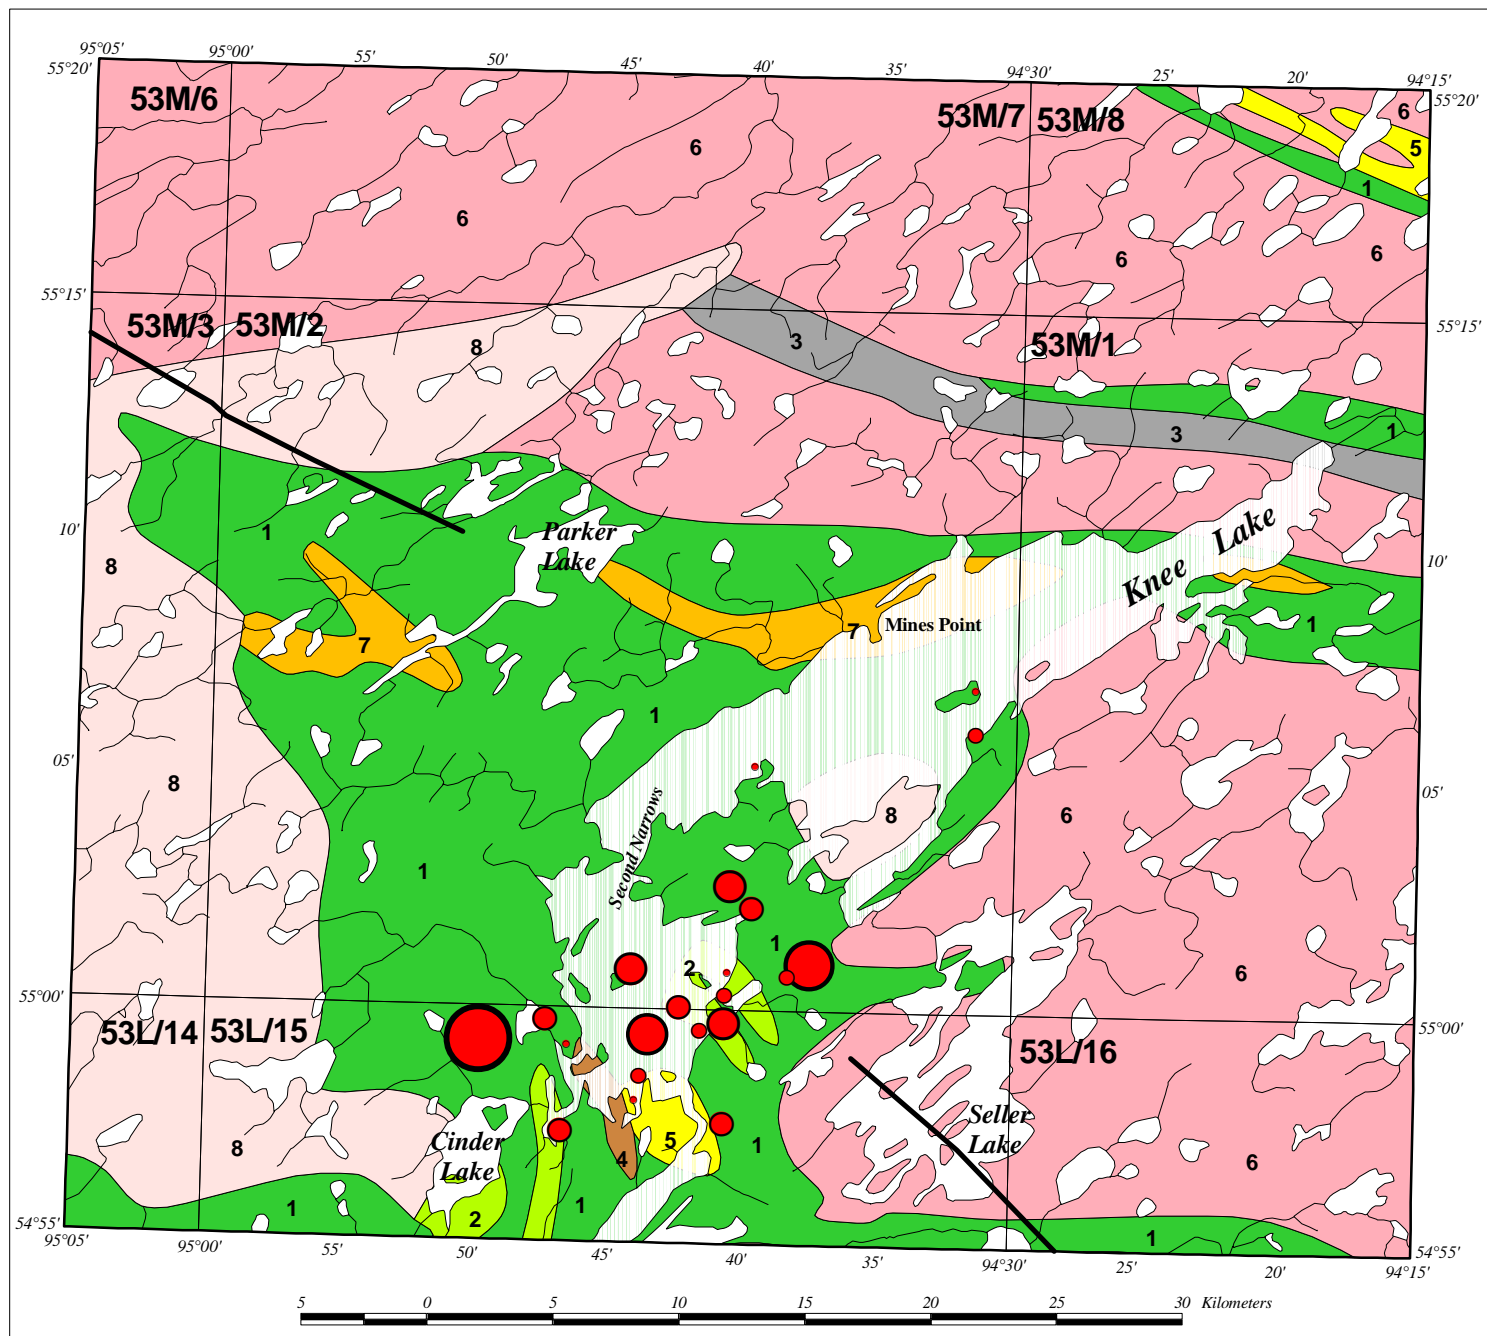 95°05' 95°00' 55' 50' 45' 40' 35' 94°30' 25' 20' 94°15'
55°20' 55°20'
53M/6 53M/7 53M/8
6
6
5
6
1
6
6
6
55°15' 55°15'
53M/3 53M/2 53M/1
8
3
3
1
10' 10'
1
Parker
Lake
Knee Lake
8
7
7
Mines Point
1
1
05' 05'
8
Second Narrows
8
6
1
1
2
6
55°00' 55°00'
53L/14 53L/15 53L/16
Seller
Lake
Cinder
Lake
8
5
4
1
6
1
2
1
1
54°55' 54°55'
95°05' 95°00' 55' 50' 45' 40' 35' 94°30' 25' 20' 94°15'
5 0 5 10 15 20 25 30 Kilometers